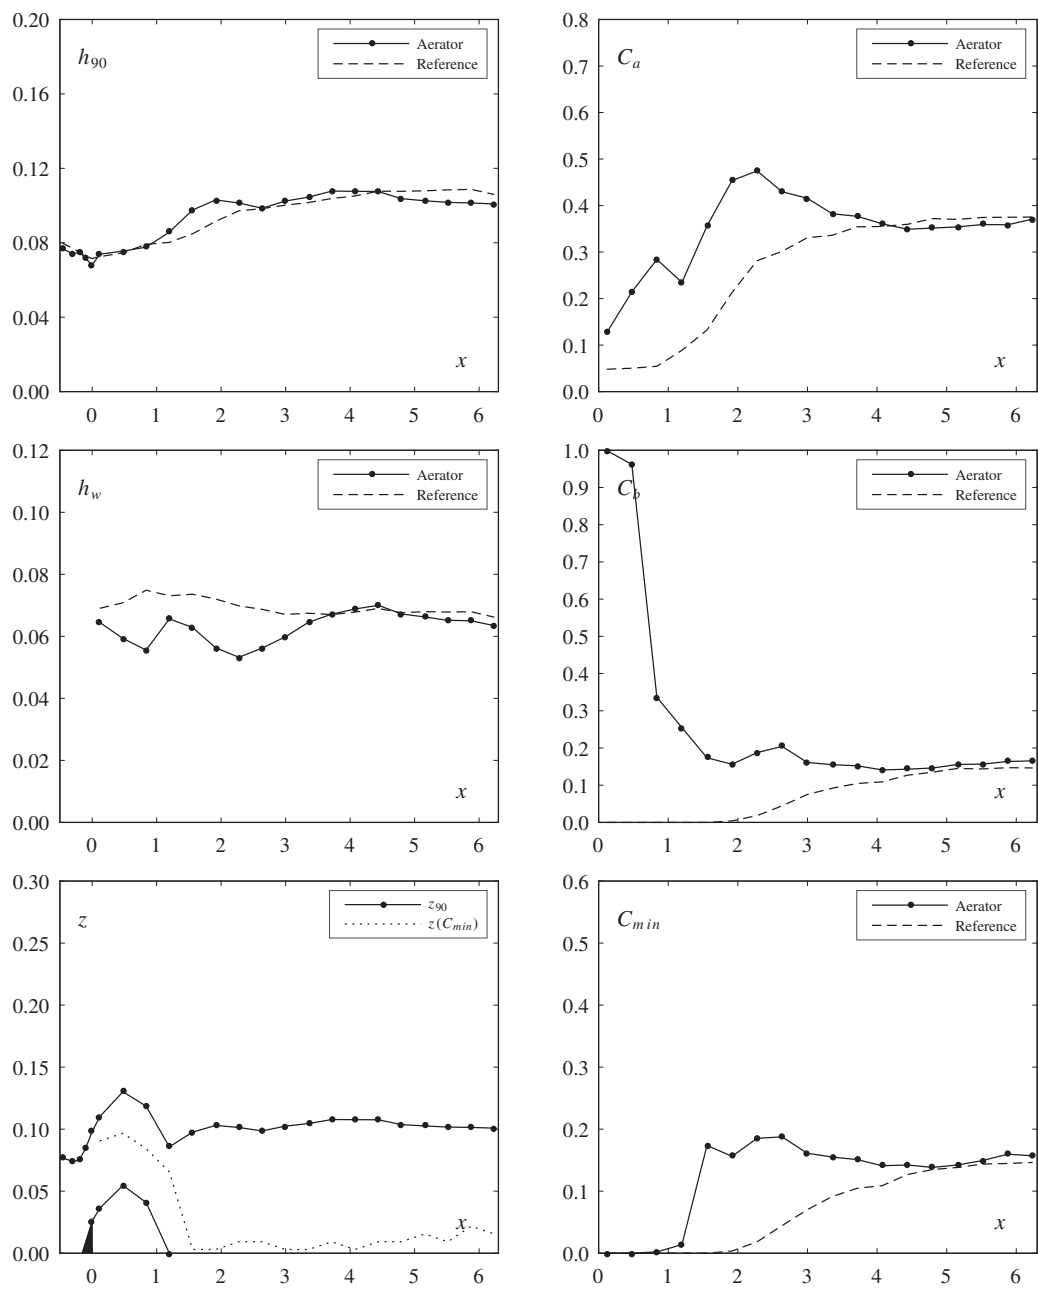 0.20
h90
Aerator
Reference
0.16
0.12
0.08
0.04
x
0.00
0 1 2 3 4 5 6
0.8
Ca
Aerator
Reference
0.7
0.6
0.5
0.4
0.3
0.2
0.1
x
0.0
0 1 2 3 4 5 6
0.12
hw
Aerator
Reference
0.10
0.08
0.06
0.04
0.02
x
0.00
0 1 2 3 4 5 6
1.0
Cb
Aerator
Reference
0.9
0.8
0.7
0.6
0.5
0.4
0.3
0.2
0.1
x
0.0
0 1 2 3 4 5 6
0.30
z
z90
z(Cmin)
0.25
0.20
0.15
0.10
0.05
x
0.00
0 1 2 3 4 5 6
0.6
Cmin
Aerator
Reference
0.5
0.4
0.3
0.2
0.1
x
0.0
0 1 2 3 4 5 6